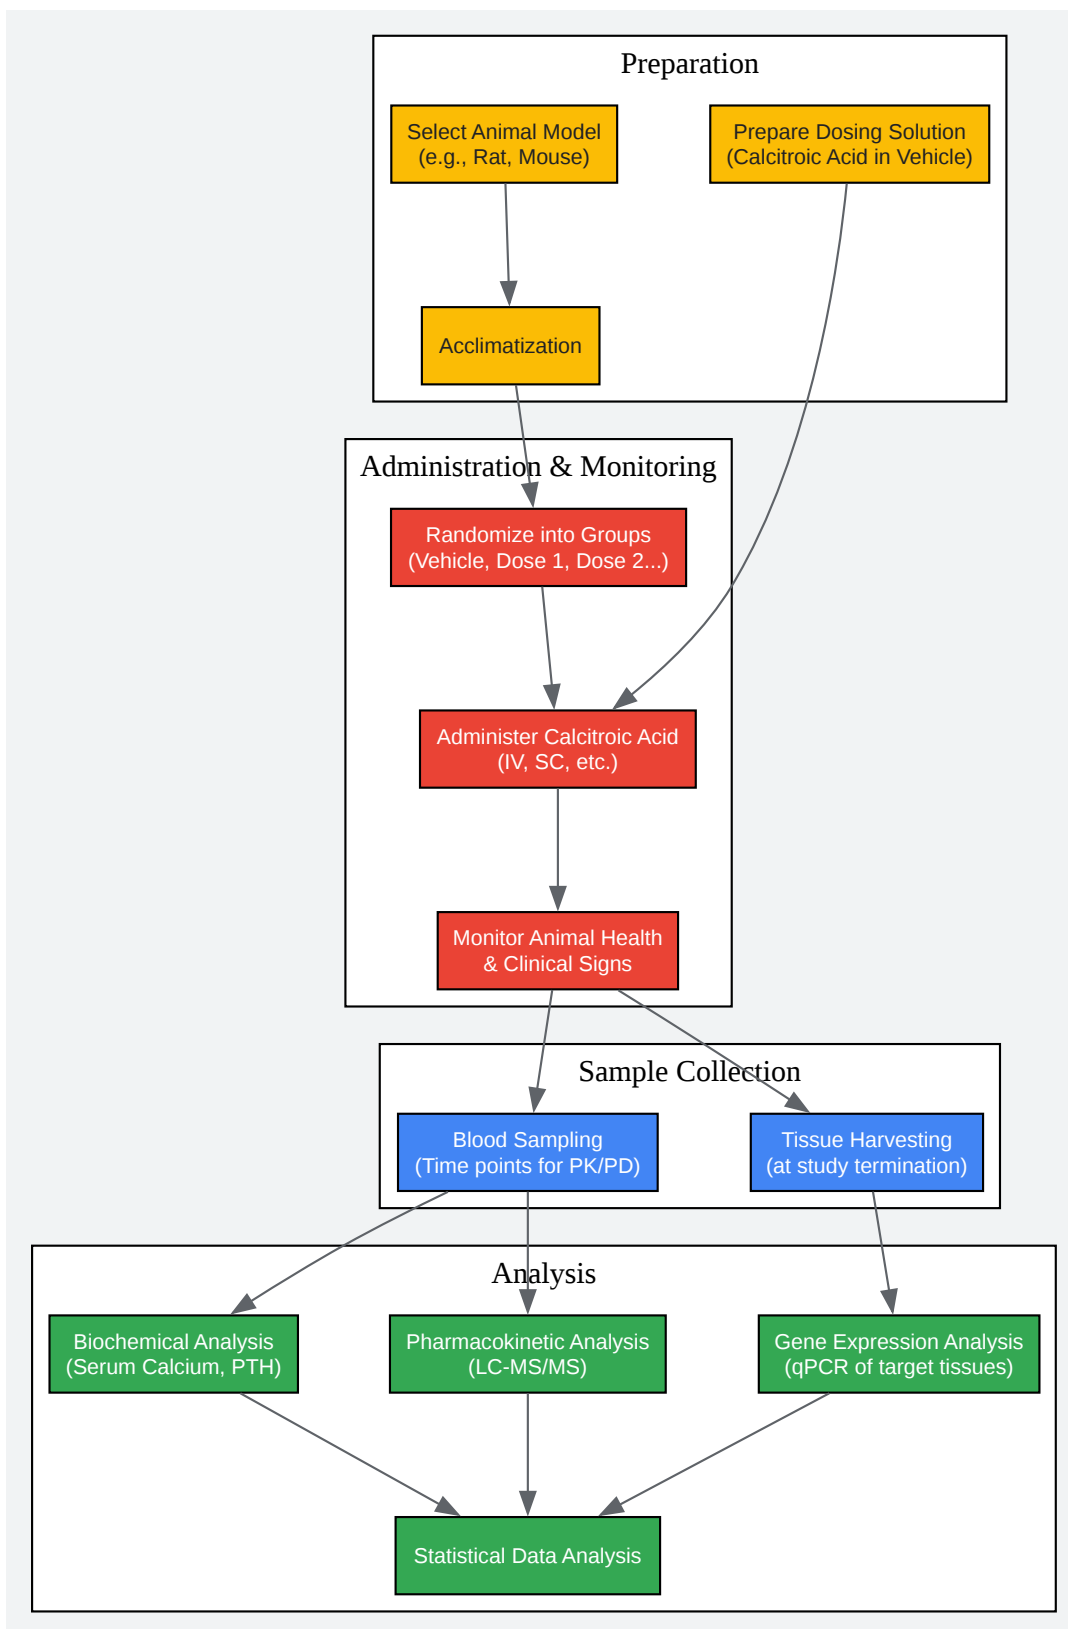 Preparation
Select Animal Model
(e.g., Rat, Mouse)
Prepare Dosing Solution
(Calcitroic Acid in Vehicle)
Acclimatization
Administration & Monitoring
Randomize into Groups
(Vehicle, Dose 1, Dose 2...)
Administer Calcitroic Acid
(IV, SC, etc.)
Monitor Animal Health
& Clinical Signs
Sample Collection
Blood Sampling
(Time points for PK/PD)
Tissue Harvesting
(at study termination)
Analysis
Biochemical Analysis
(Serum Calcium, PTH)
Pharmacokinetic Analysis
(LC-MS/MS)
Gene Expression Analysis
(qPCR of target tissues)
Statistical Data Analysis